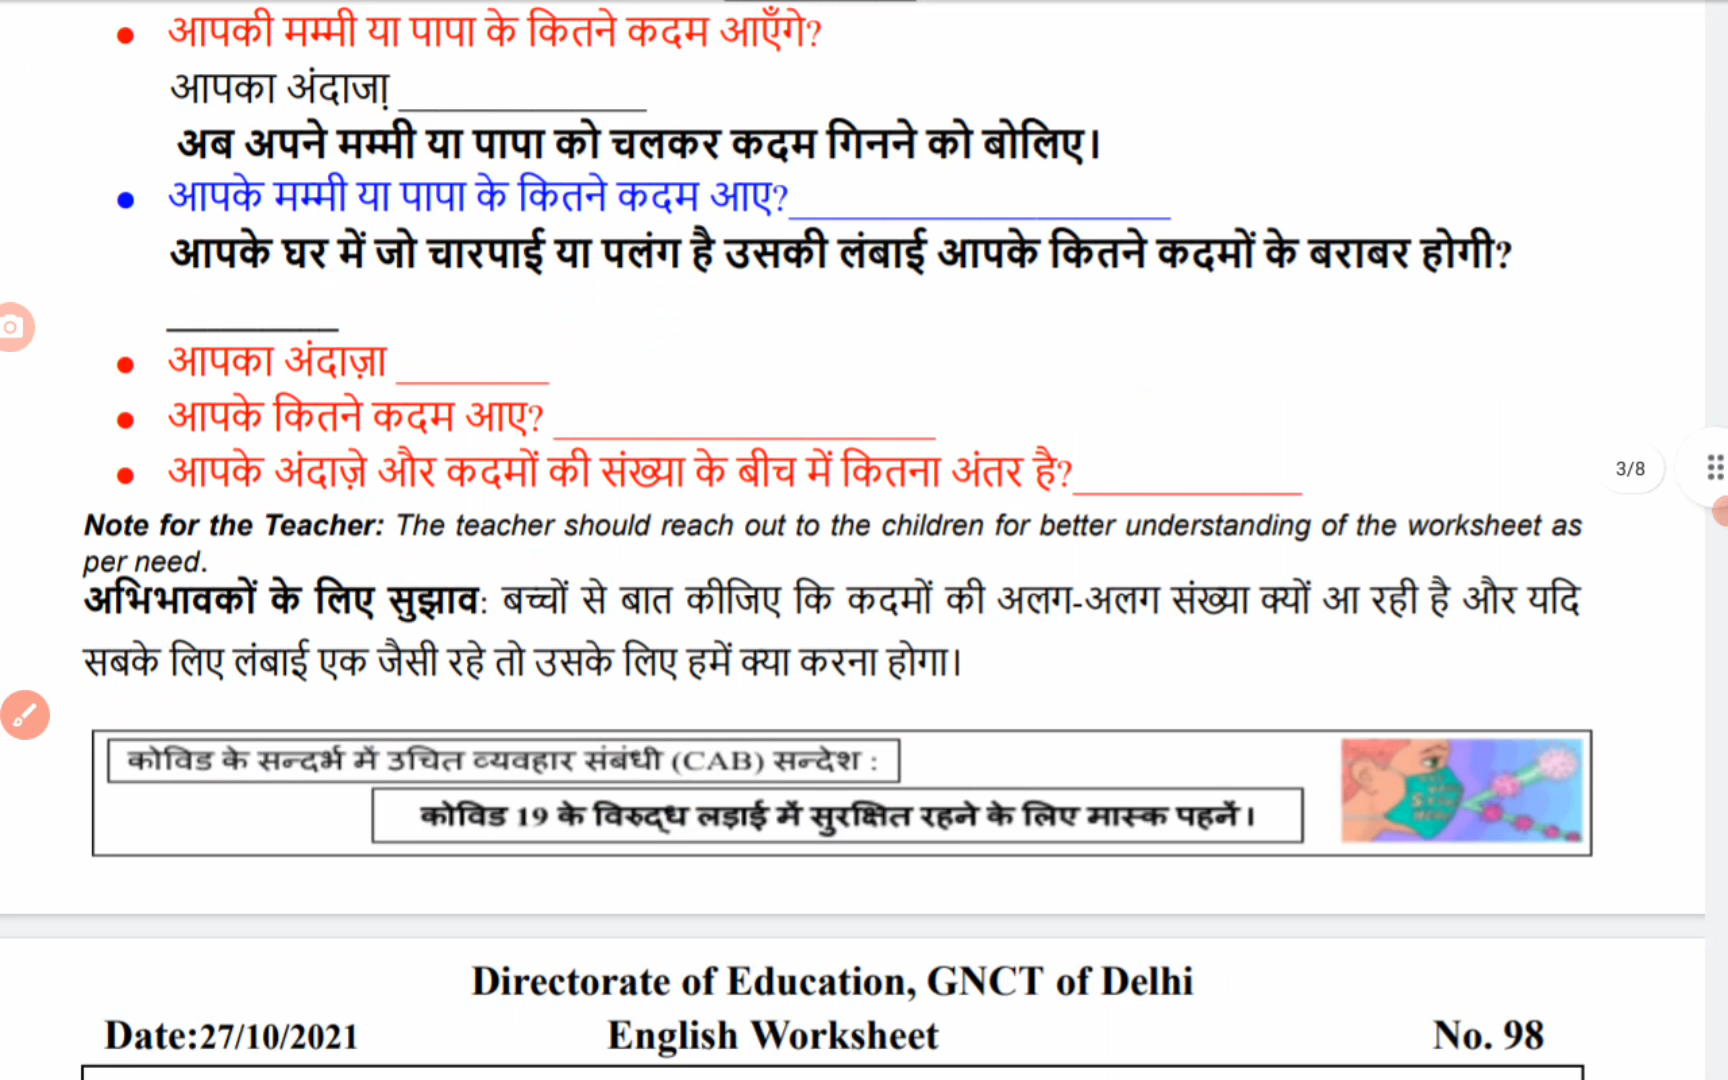 • आपकी मम्मी या पापा के कितने कदम आएँगे?
आपका अंदाजा़ _____________
अब अपने मम्मी या पापा को चलकर कदम गिनने को बोलिए।
• आपके मम्मी या पापा के कितने कदम आए?____________________
आपके घर में जो चारपाई या पलंग है उसकी लंबाई आपके कितने कदमों के बराबर होगी?
_________
• आपका अंदाज़ा ________
• आपके कितने कदम आए? ____________________
• आपके अंदाज़े और कदमों की संख्या के बीच में कितना अंतर है?____________
3/8
Note for the Teacher: The teacher should reach out to the children for better understanding of the worksheet as
per need.
अभिभावकों के लिए सुझाव: बच्चों से बात कीजिए कि कदमों की अलग-अलग संख्या क्यों आ रही है और यदि
सबके लिए लंबाई एक जैसी रहे तो उसके लिए हमें क्या करना होगा।
कोविड के सन्दर्भ में उचित व्यवहार संबंधी (CAB) सन्देश :
कोविड 19 के विरुद्ध लड़ाई में सुरक्षित रहने के लिए मास्क पहनें।
Directorate of Education, GNCT of Delhi
Date:27/10/2021 English Worksheet No. 98